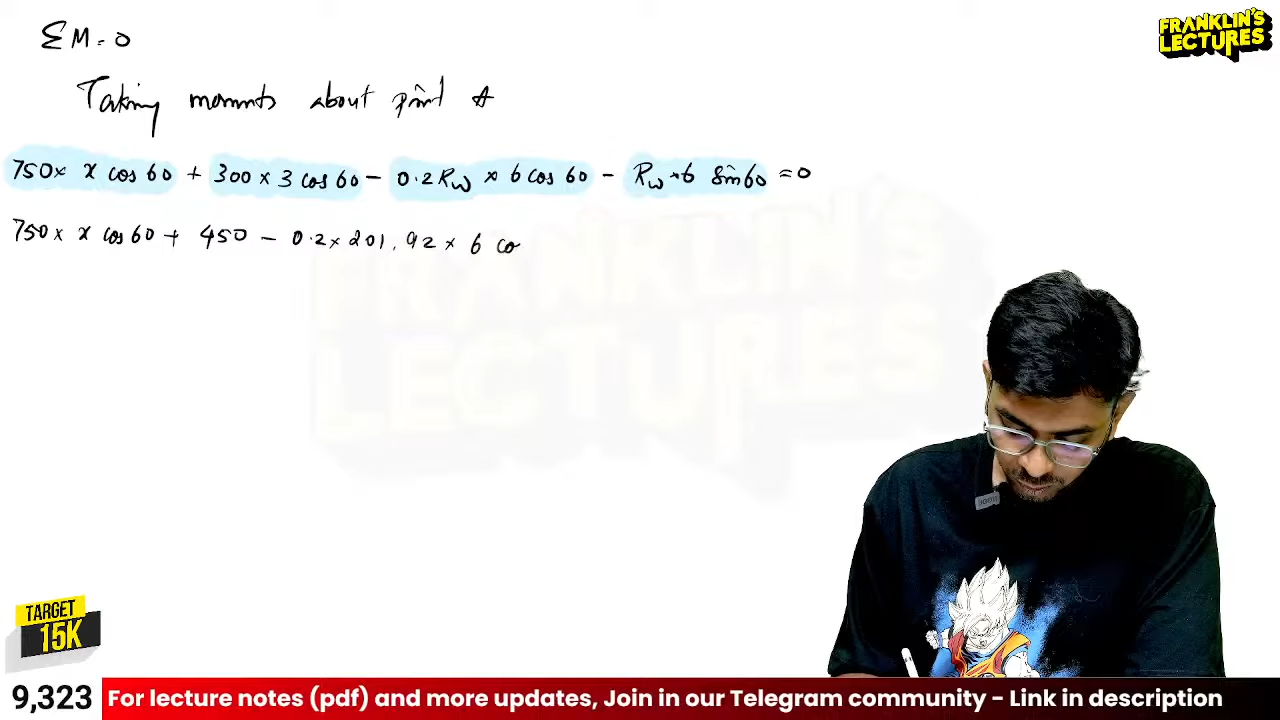 ΣM=0
Taking moments about point A
750× x cos 60 + 300 × 3 cos 60 – 0.2 Rw × 6 cos 60 – Rw × 6 sin 60 = 0
750 × x cos 60 + 450 – 0.2 × 201.92 × 6 co
FRANKLIN'S
LECTURES
FRANKLIN'S
LECTURES
TARGET
15K
9,323 For lecture notes (pdf) and more updates, Join in our Telegram community - Link in description